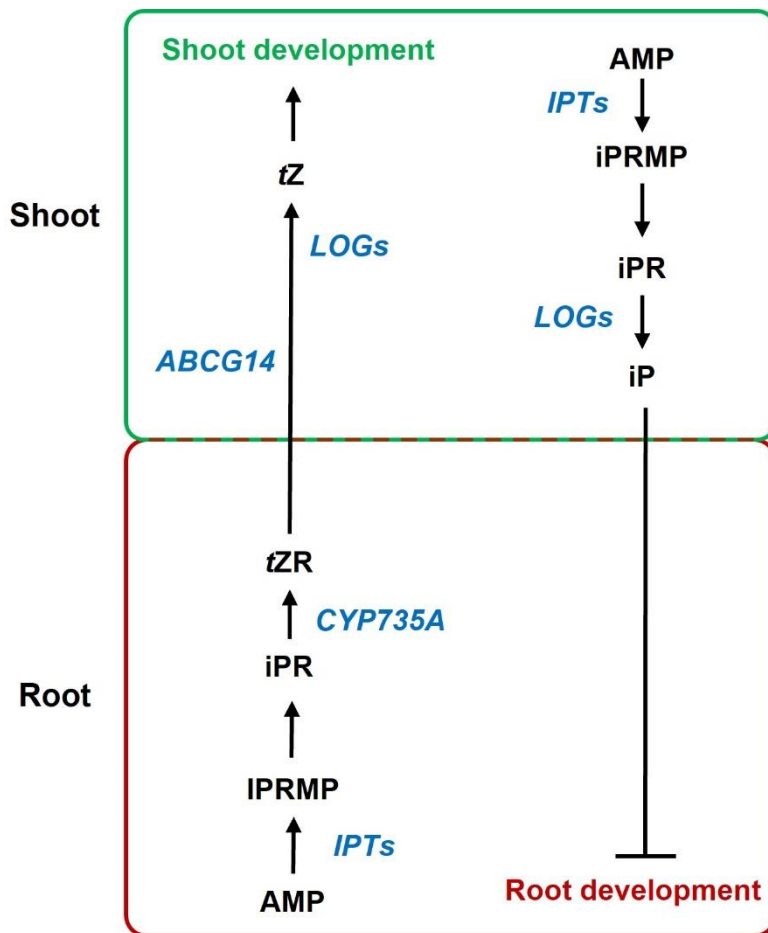 Shoot development
AMP
IPTs
iPRMP
tZ
Shoot
LOGs
iPR
LOGs
ABCG14
iP
tZR
CYP735A
iPR
Root
IPRMP
IPTs
AMP
Root development